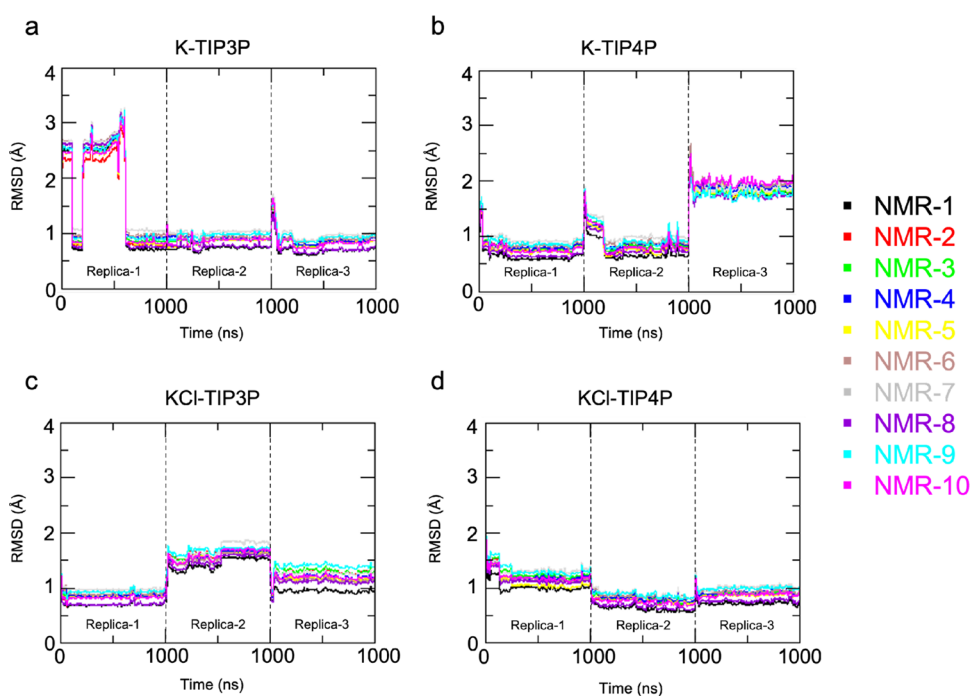 a
K-TIP3P
RMSD (Å)
4
3
2
1
0
Replica-1
Replica-2
Replica-3
0
1000
1000
1000
Time (ns)
b
K-TIP4P
RMSD (Å)
4
3
2
1
0
Replica-1
Replica-2
Replica-3
0
1000
1000
1000
Time (ns)
NMR-1
NMR-2
NMR-3
NMR-4
NMR-5
NMR-6
NMR-7
NMR-8
NMR-9
NMR-10
c
KCl-TIP3P
RMSD (Å)
4
3
2
1
0
Replica-1
Replica-2
Replica-3
0
1000
1000
1000
Time (ns)
d
KCl-TIP4P
RMSD (Å)
4
3
2
1
0
Replica-1
Replica-2
Replica-3
0
1000
1000
1000
Time (ns)